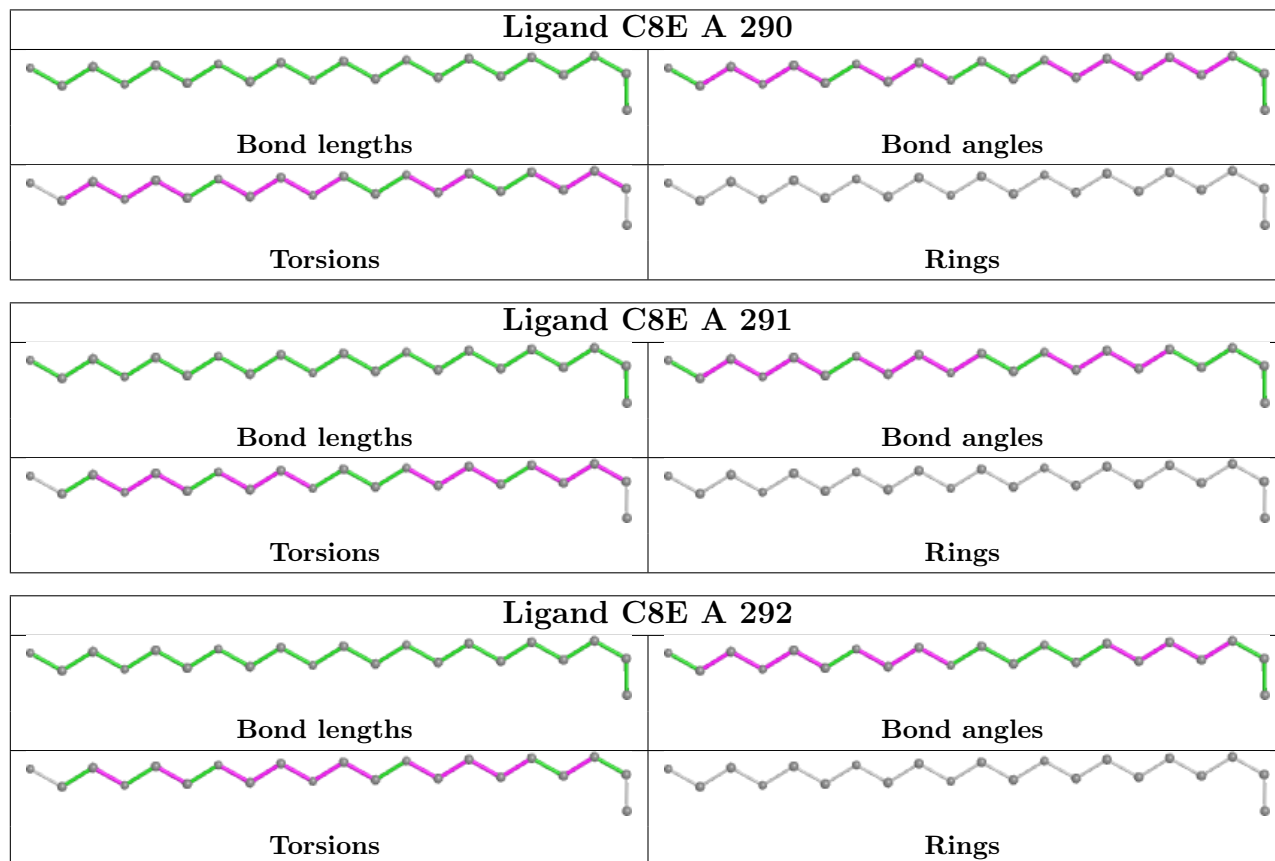 Ligand C8E A 290
Bond lengths
Bond angles
Torsions
Rings
Ligand C8E A 291
Bond lengths
Bond angles
Torsions
Rings
Ligand C8E A 292
Bond lengths
Bond angles
Torsions
Rings